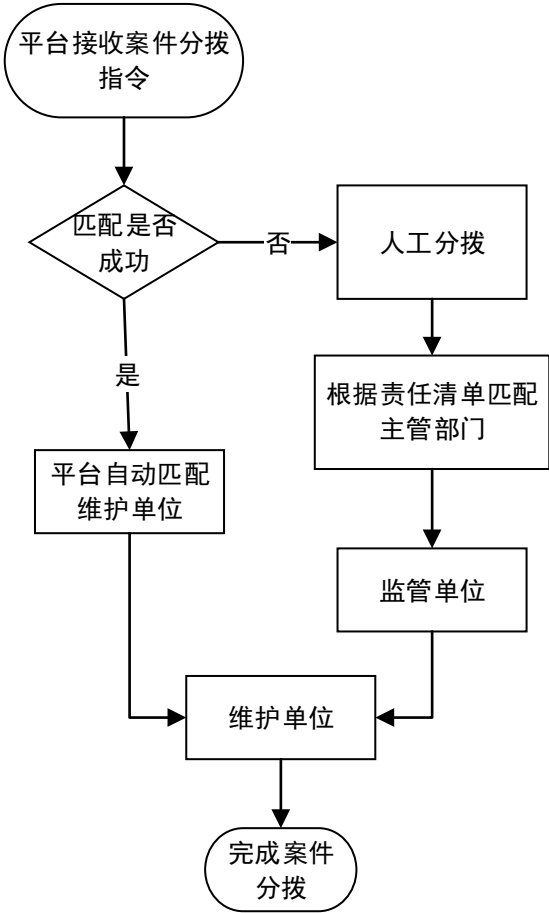 平台接收案件分拨
指令
匹配是否
成功
否
人工分拨
是
根据责任清单匹配
主管部门
平台自动匹配
维护单位
监管单位
维护单位
完成案件
分拨